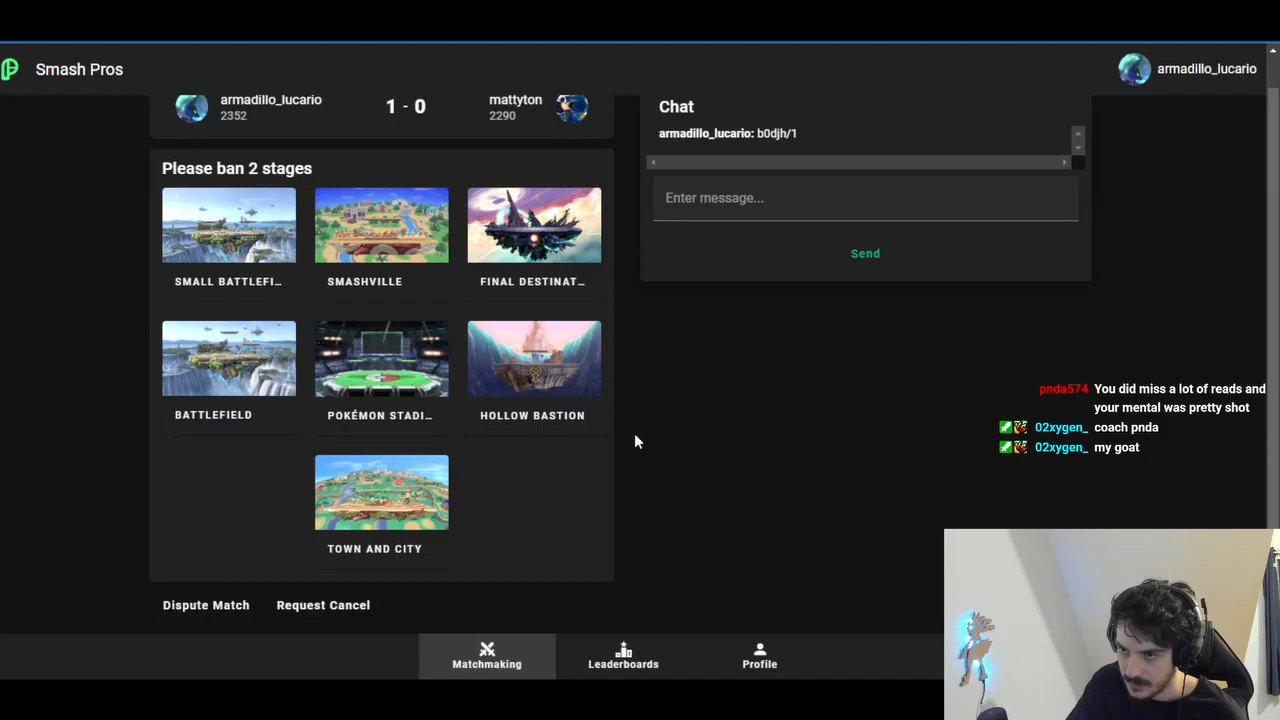 Smash Pros
armadillo_lucario
armadillo_lucario
2352
1 - 0
mattyton
2290
Chat
armadillo_lucario: b0djh/1
Enter message...
Send
Please ban 2 stages
SMALL BATTLEFI...
SMASHVILLE
FINAL DESTINAT...
BATTLEFIELD
POKÉMON STADI...
HOLLOW BASTION
TOWN AND CITY
pnda574 You did miss a lot of reads and
your mental was pretty shot
02xygen_ coach pnda
02xygen_ my goat
Dispute Match
Request Cancel
Matchmaking
Leaderboards
Profile